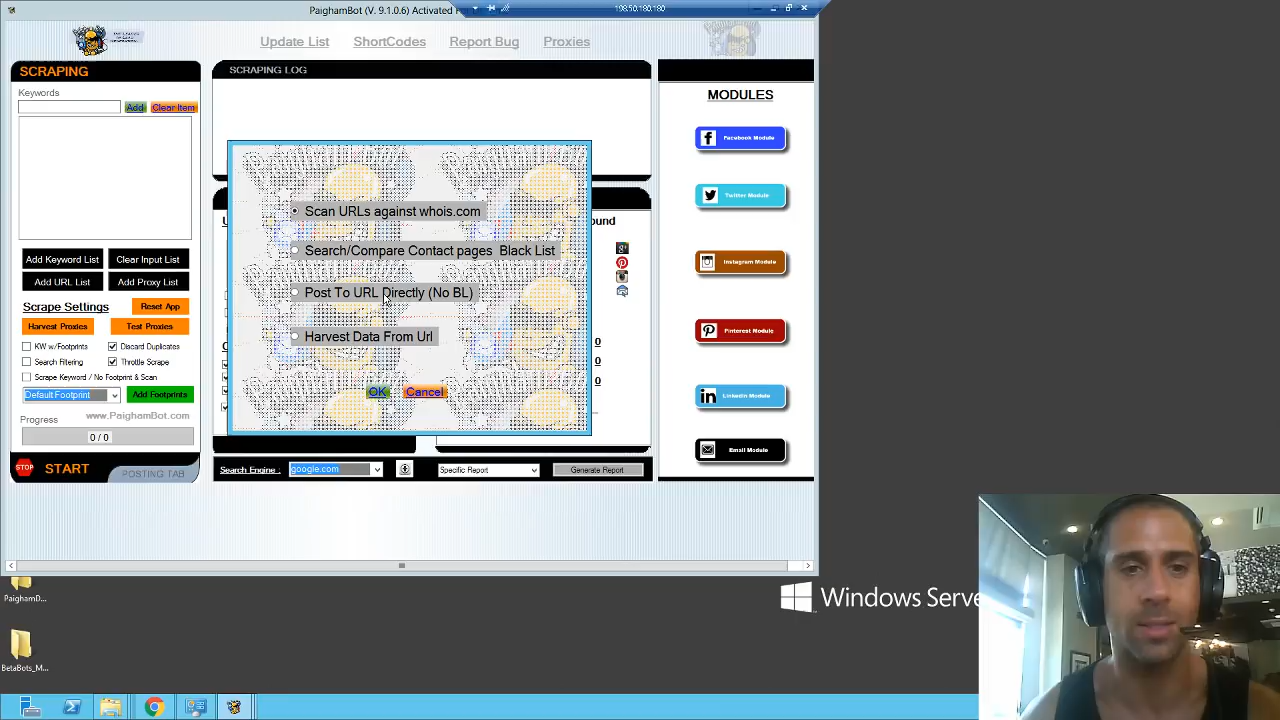 PaighamBot (V. 9.1.0.6) Activated
198.50.180.180
Update List
ShortCodes
Report Bug
Proxies
SCRAPING
Keywords
Add
Clear Item
Add Keyword List
Clear Input List
Add URL List
Add Proxy List
Scrape Settings
Reset App
Harvest Proxies
Test Proxies
KW w/Footprints
Discard Duplicates
Search Filtering
Throttle Scrape
Scrape Keyword / No Footprint & Scan
Default Footprint
Add Footprints
www.PaighamBot.com
Progress
0 / 0
STOP
START
POSTING TAB
SCRAPING LOG
Scan URLs against whois.com
Search/Compare Contact pages Black List
Post To URL Directly (No BL)
Harvest Data From Url
OK
Cancel
ound
0
0
0
Search Engine :
google.com
Specific Report
Generate Report
MODULES
Facebook Module
Twitter Module
Instagram Module
Pinterest Module
LinkedIn Module
Email Module
PaighamD...
BetaBots_M...
Windows Serve